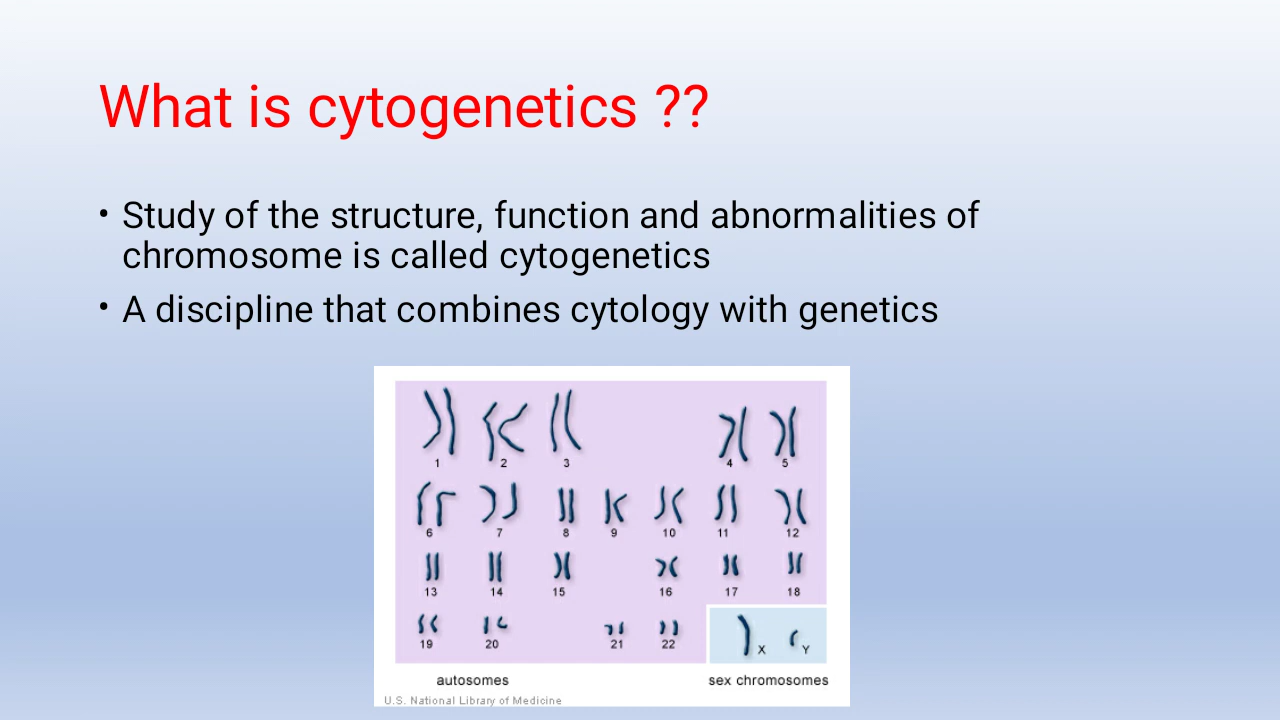 What is cytogenetics ??
• Study of the structure, function and abnormalities of
chromosome is called cytogenetics
• A discipline that combines cytology with genetics
1 2 3 4 5
6 7 8 9 10 11 12
13 14 15 16 17 18
19 20 21 22 X Y
autosomes sex chromosomes
U.S. National Library of Medicine